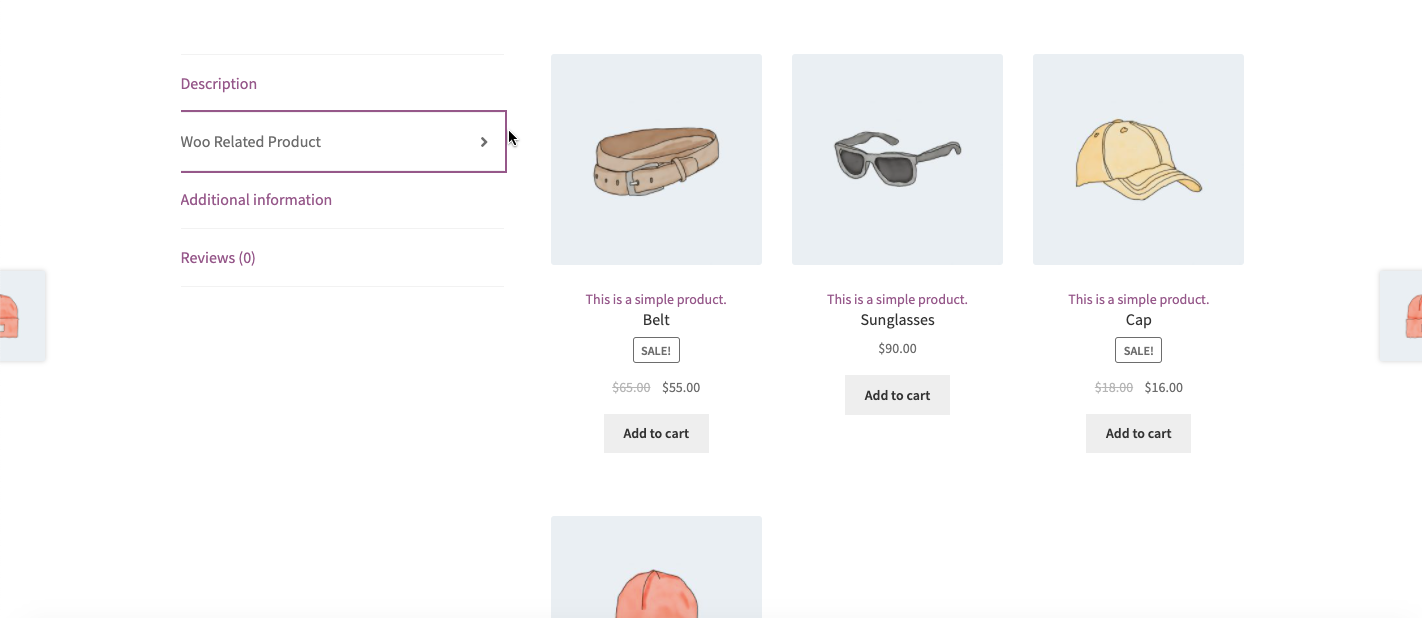 Description
Woo Related Product
Additional information
Reviews (0)
This is a simple product.
Belt
SALE!
$65.00 $55.00
Add to cart
This is a simple product.
Sunglasses
$90.00
Add to cart
This is a simple product.
Cap
SALE!
$18.00 $16.00
Add to cart